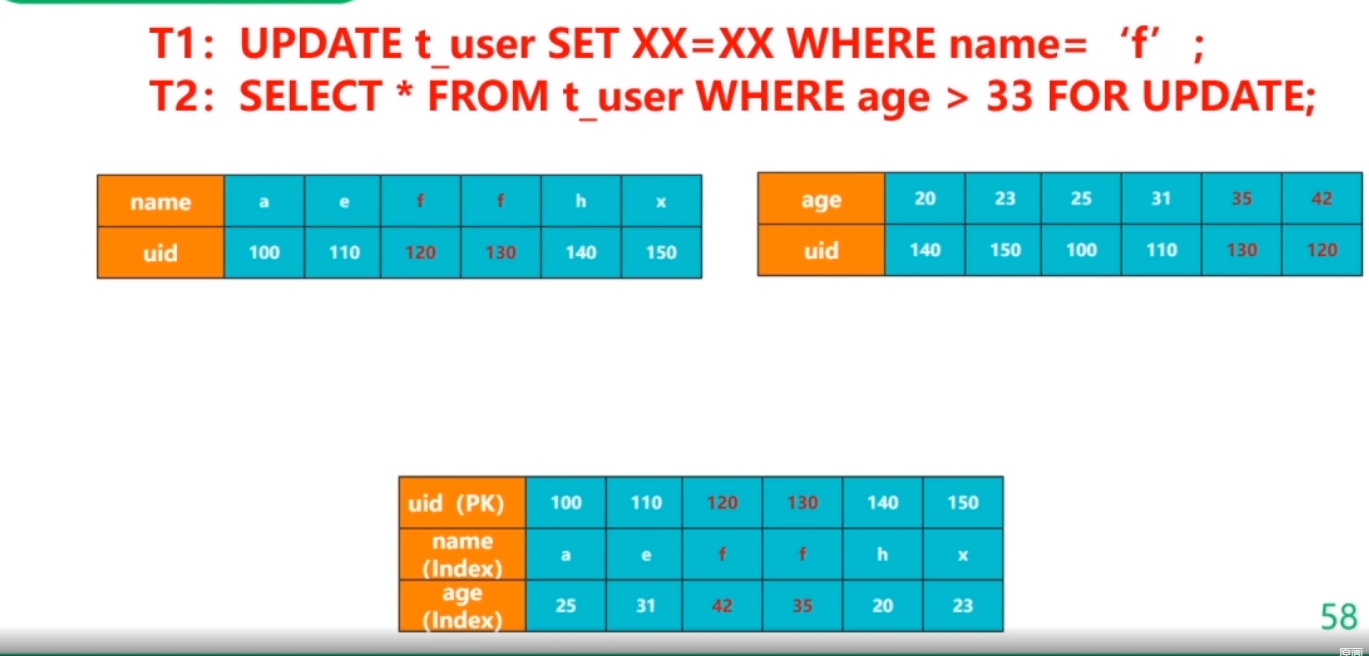 T1：UPDATE t_user SET XX=XX WHERE name=‘f’;
T2：SELECT * FROM t_user WHERE age > 33 FOR UPDATE;
name a e f f h x
uid 100 110 120 130 140 150
age 20 23 25 31 35 42
uid 140 150 100 110 130 120
uid (PK) 100 110 120 130 140 150
name
(Index) a e f f h x
age
(Index) 25 31 42 35 20 23
58
原画